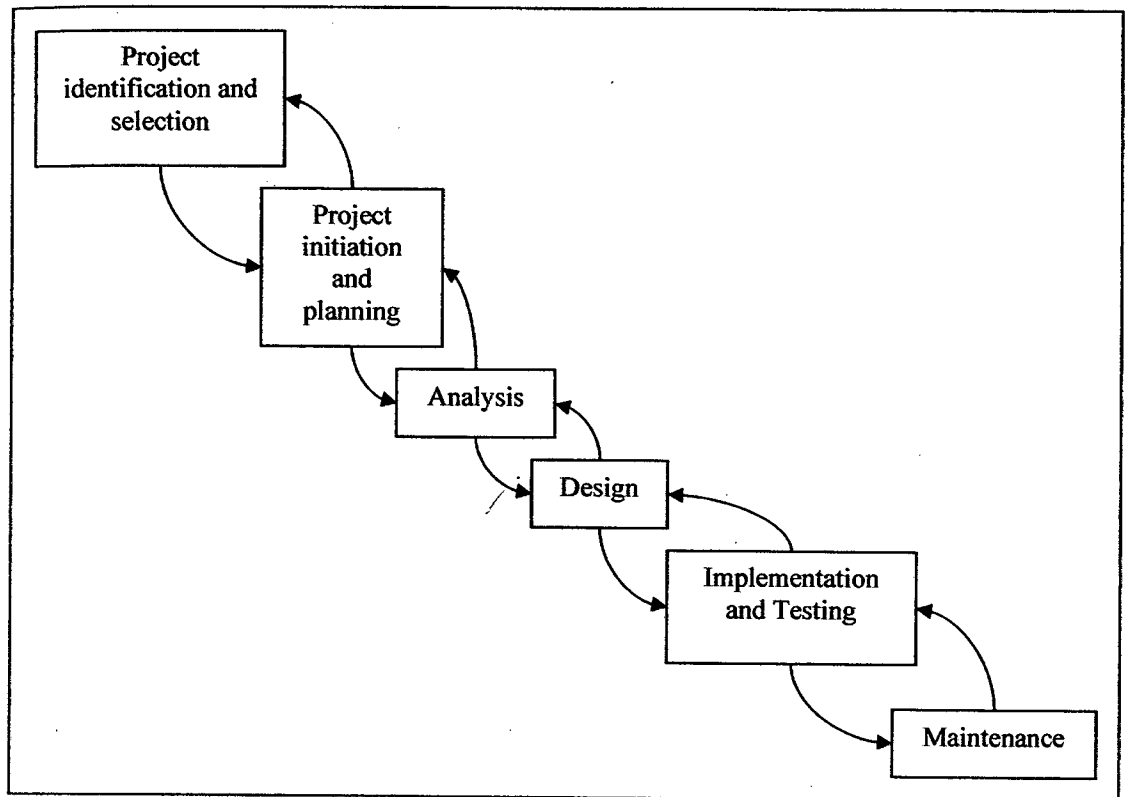 Project
identification and
selection
Project
initiation
and
planning
Analysis
Design
Implementation
and Testing
Maintenance